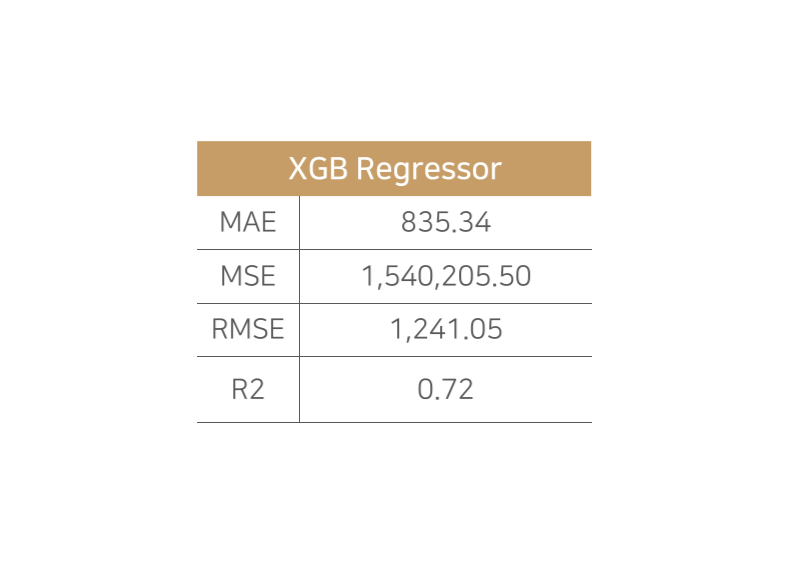 XGB Regressor
MAE 835.34
MSE 1,540,205.50
RMSE 1,241.05
R2 0.72